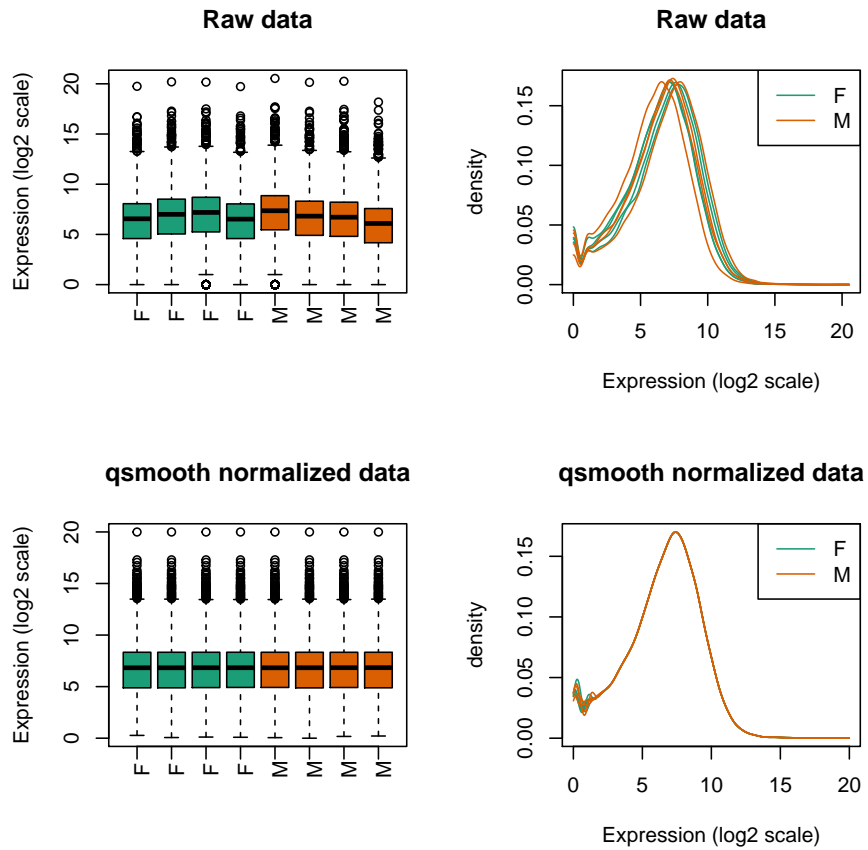 Raw data
Expression (log2 scale)
20
15
10
5
0
F
F
F
F
M
M
M
M
Raw data
density
0.15
0.10
0.05
0.00
F
M
0
5
10
15
20
Expression (log2 scale)
qsmooth normalized data
Expression (log2 scale)
20
15
10
5
0
F
F
F
F
M
M
M
M
qsmooth normalized data
density
0.15
0.10
0.05
0.00
F
M
0
5
10
15
20
Expression (log2 scale)